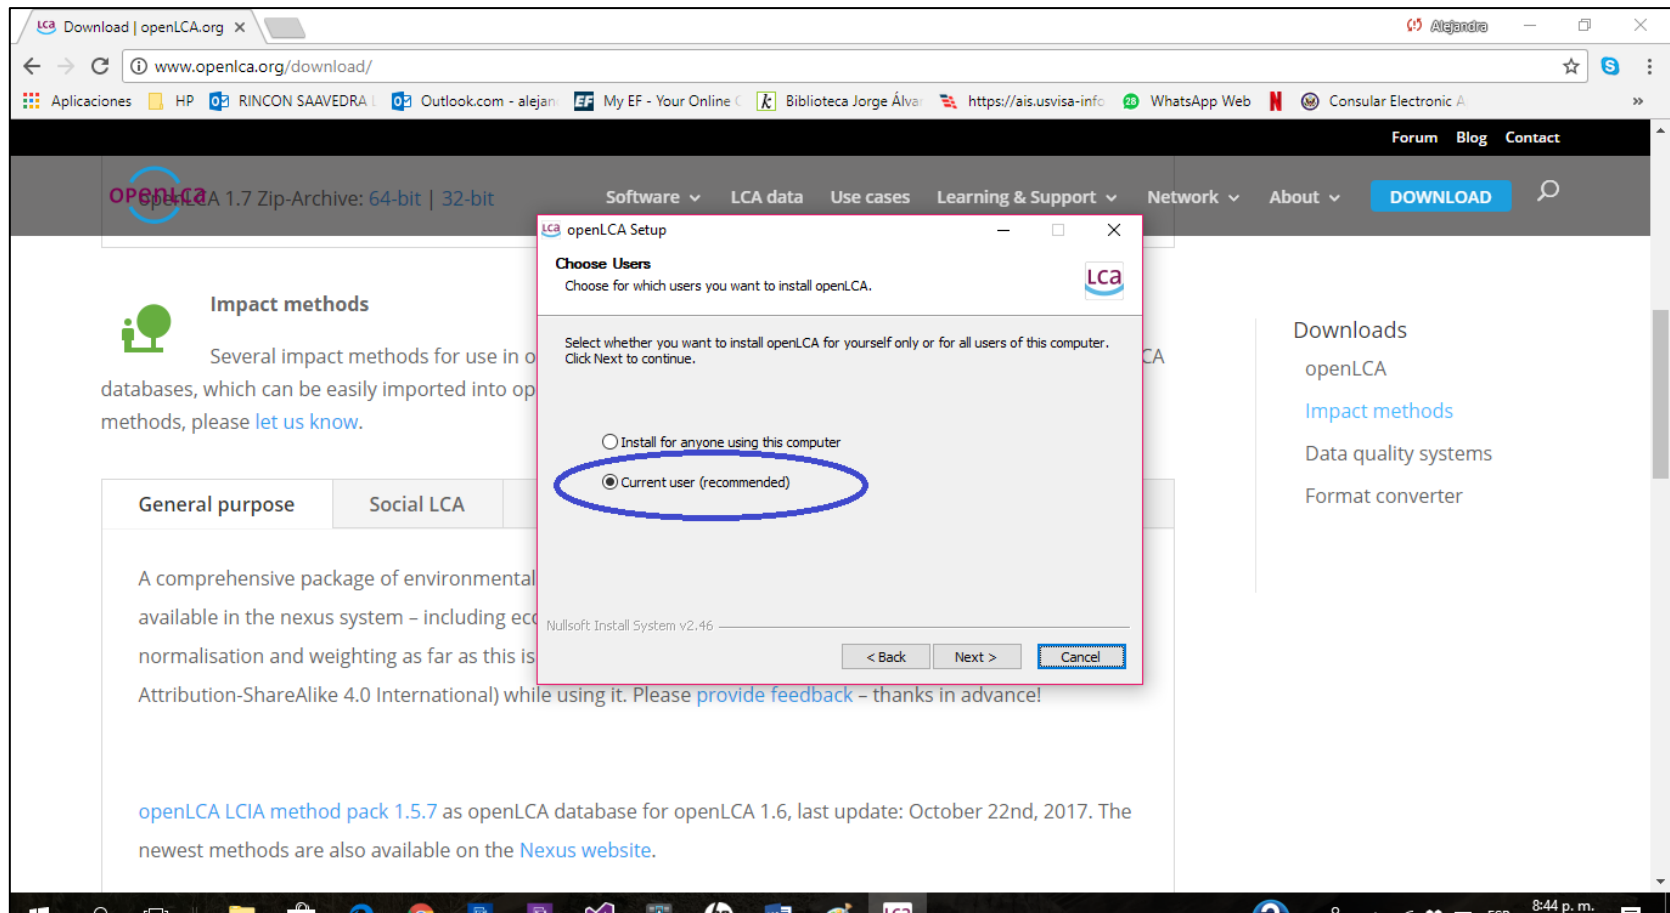 Download | openLCA.org
Alejandra
www.openlca.org/download/
Aplicaciones HP RINCON SAAVEDRA L Outlook.com - alejan My EF - Your Online C Biblioteca Jorge Álvar https://ais.usvisa-info WhatsApp Web Consular Electronic A »
Forum Blog Contact
openLCA
openLCA 1.7 Zip-Archive: 64-bit | 32-bit
Software LCA data Use cases Learning & Support Network About DOWNLOAD
LCA openLCA Setup
Choose Users
Choose for which users you want to install openLCA.
LCA
Select whether you want to install openLCA for yourself only or for all users of this computer.
Click Next to continue.
Install for anyone using this computer
Current user (recommended)
Nullsoft Install System v2.46
< Back Next > Cancel
Impact methods
Several impact methods for use in o CA
databases, which can be easily imported into op
methods, please let us know.
General purpose Social LCA
A comprehensive package of environmental
available in the nexus system – including eco
normalisation and weighting as far as this is
Attribution-ShareAlike 4.0 International) while using it. Please provide feedback – thanks in advance!
openLCA LCIA method pack 1.5.7 as openLCA database for openLCA 1.6, last update: October 22nd, 2017. The
newest methods are also available on the Nexus website.
Downloads
openLCA
Impact methods
Data quality systems
Format converter
8:44 p. m.